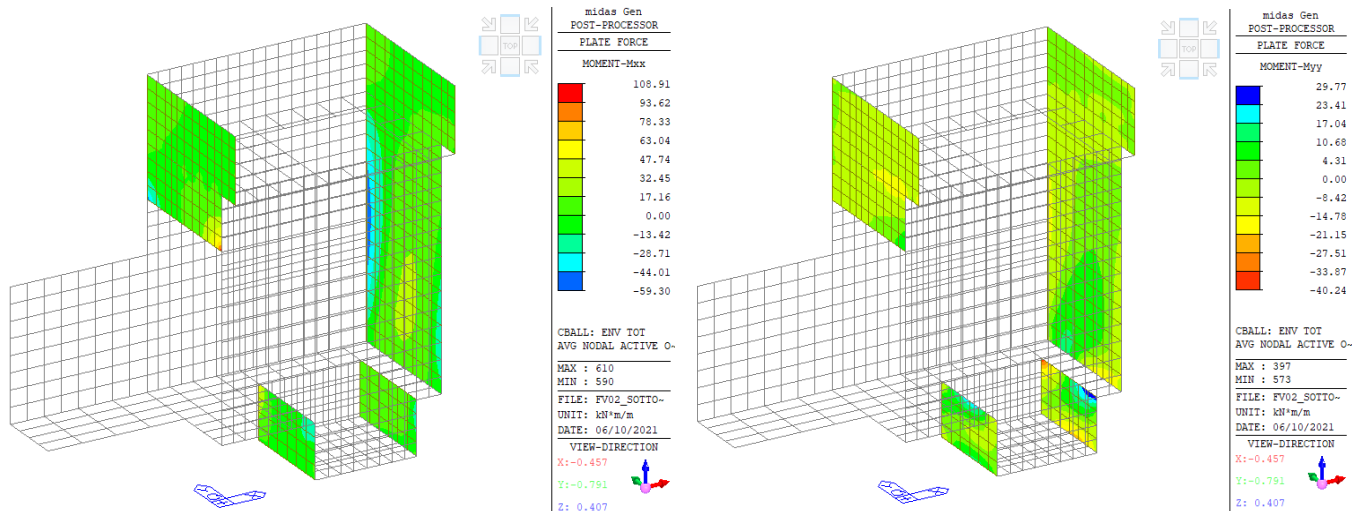 TOP
midas Gen
POST-PROCESSOR
PLATE FORCE
MOMENT-Mxx
108.91
93.62
78.33
63.04
47.74
32.45
17.16
0.00
-13.42
-28.71
-44.01
-59.30
CBALL: ENV TOT
AVG NODAL ACTIVE O~
MAX : 610
MIN : 590
FILE: FV02_SOTTO~
UNIT: kN*m/m
DATE: 06/10/2021
VIEW-DIRECTION
X:-0.457
Y:-0.791
Z: 0.407
TOP
midas Gen
POST-PROCESSOR
PLATE FORCE
MOMENT-Myy
29.77
23.41
17.04
10.68
4.31
0.00
-8.42
-14.78
-21.15
-27.51
-33.87
-40.24
CBALL: ENV TOT
AVG NODAL ACTIVE O~
MAX : 397
MIN : 573
FILE: FV02_SOTTO~
UNIT: kN*m/m
DATE: 06/10/2021
VIEW-DIRECTION
X:-0.457
Y:-0.791
Z: 0.407